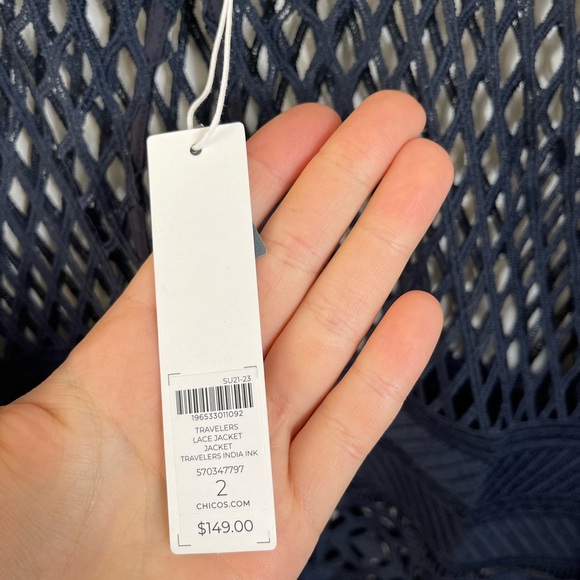 SU21-23
196533011092
TRAVELERS
LACE JACKET
JACKET
TRAVELERS INDIA INK
570347797
2
CHICOS.COM
$149.00